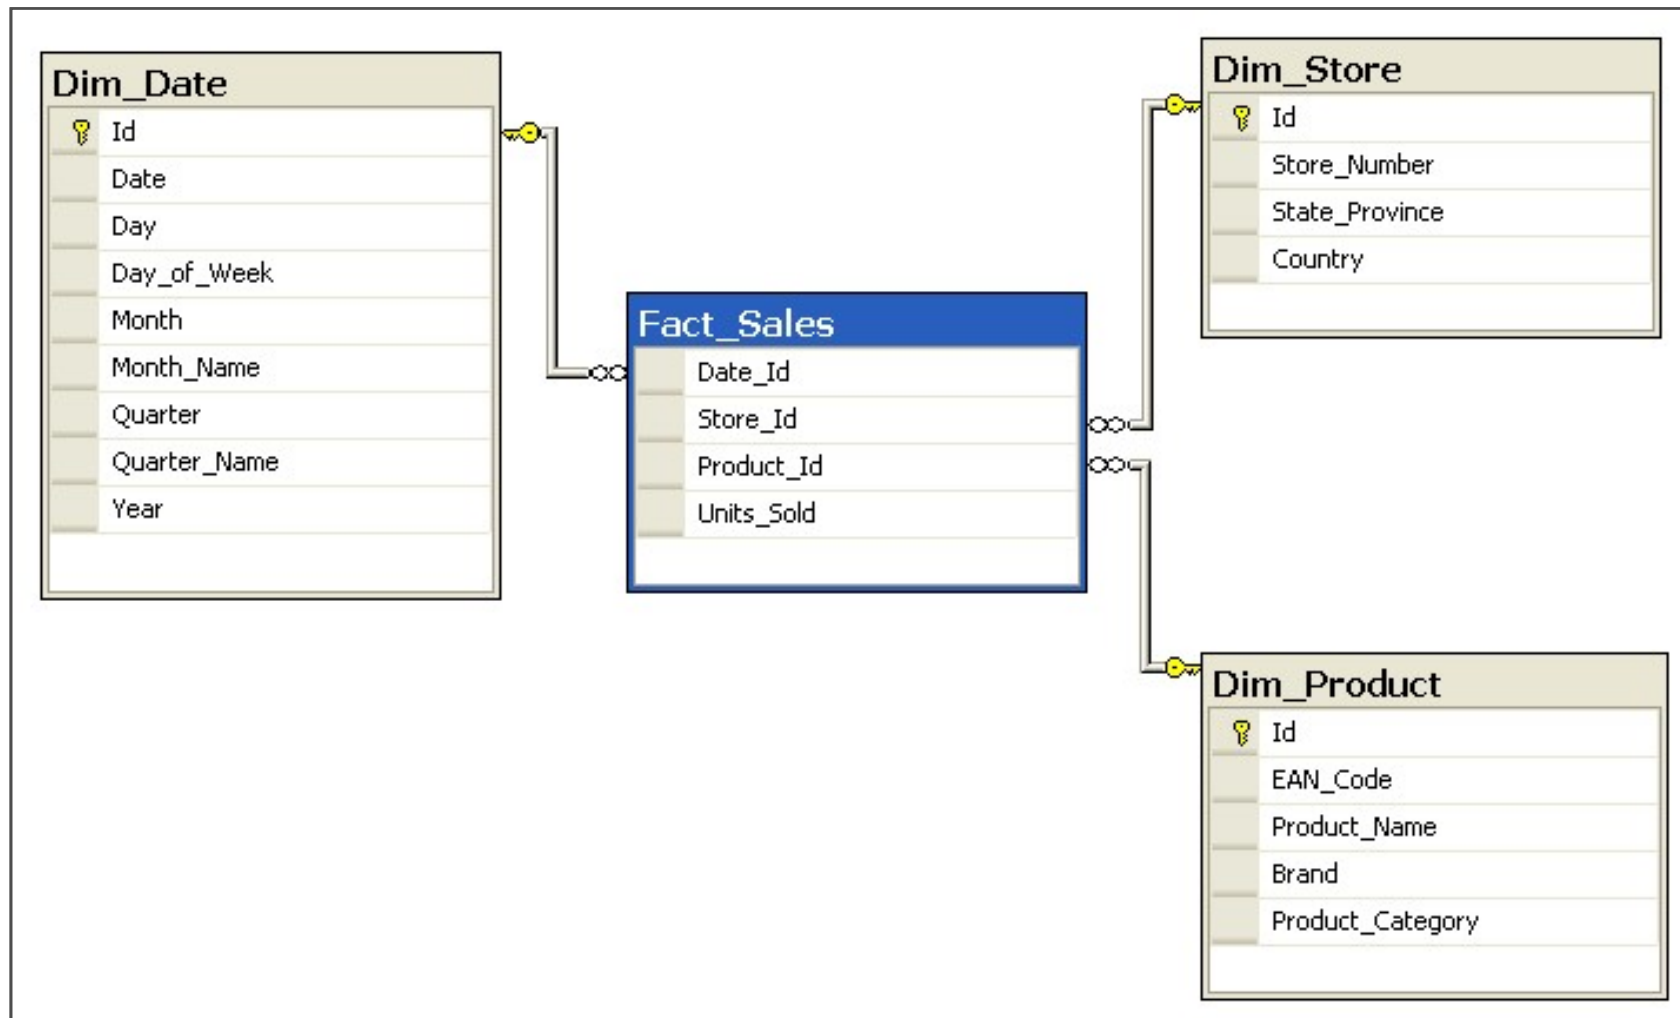 Dim_Date
Id
Date
Day
Day_of_Week
Month
Month_Name
Quarter
Quarter_Name
Year
Fact_Sales
Date_Id
Store_Id
Product_Id
Units_Sold
Dim_Store
Id
Store_Number
State_Province
Country
Dim_Product
Id
EAN_Code
Product_Name
Brand
Product_Category